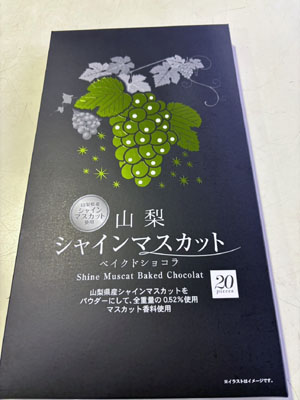 山梨県産
シャイン
マスカット
使用
山梨
シャインマスカット
ベイクドショコラ
Shine Muscat Baked Chocolat
山梨県産シャインマスカットを
パウダーにして、全重量の0.52%使用
マスカット香料使用
20
pieces
※イラストはイメージです。